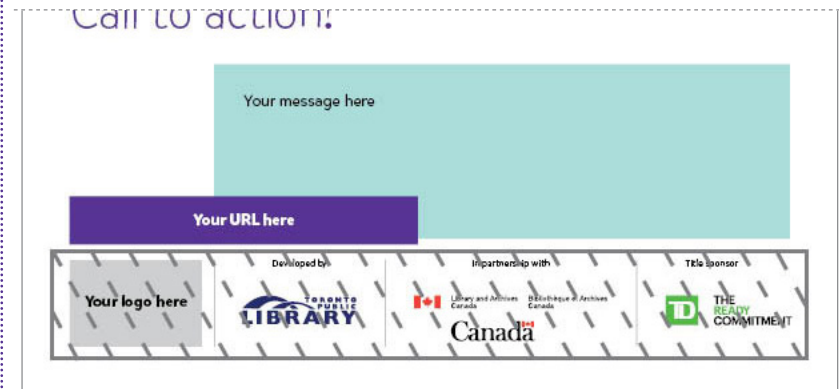 Call to action!
Your message here
Your URL here
Your logo here
Developed by
TORONTO
PUBLIC
LIBRARY
In partnership with
Library and Archives Canada
Bibliothèque et Archives Canada
Canada
Title sponsor
TD
THE
READY
COMMITMENT